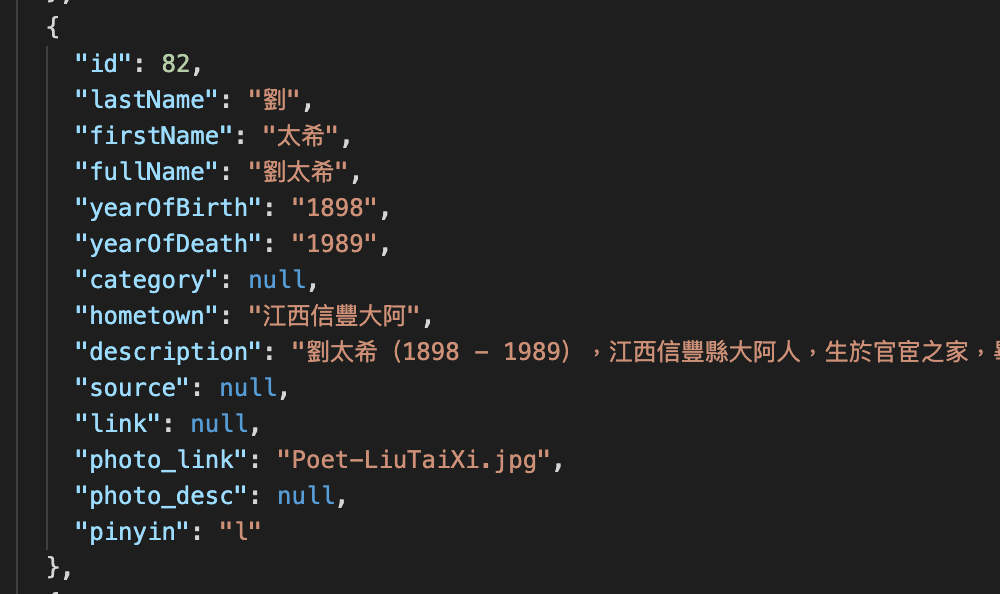 {
"id": 82,
"lastName": "劉",
"firstName": "太希",
"fullName": "劉太希",
"yearOfBirth": "1898",
"yearOfDeath": "1989",
"category": null,
"hometown": "江西信豐大阿",
"description": "劉太希（1898 - 1989），江西信豐縣大阿人，生於官宦之家，
"source": null,
"link": null,
"photo_link": "Poet-LiuTaiXi.jpg",
"photo_desc": null,
"pinyin": "l"
},